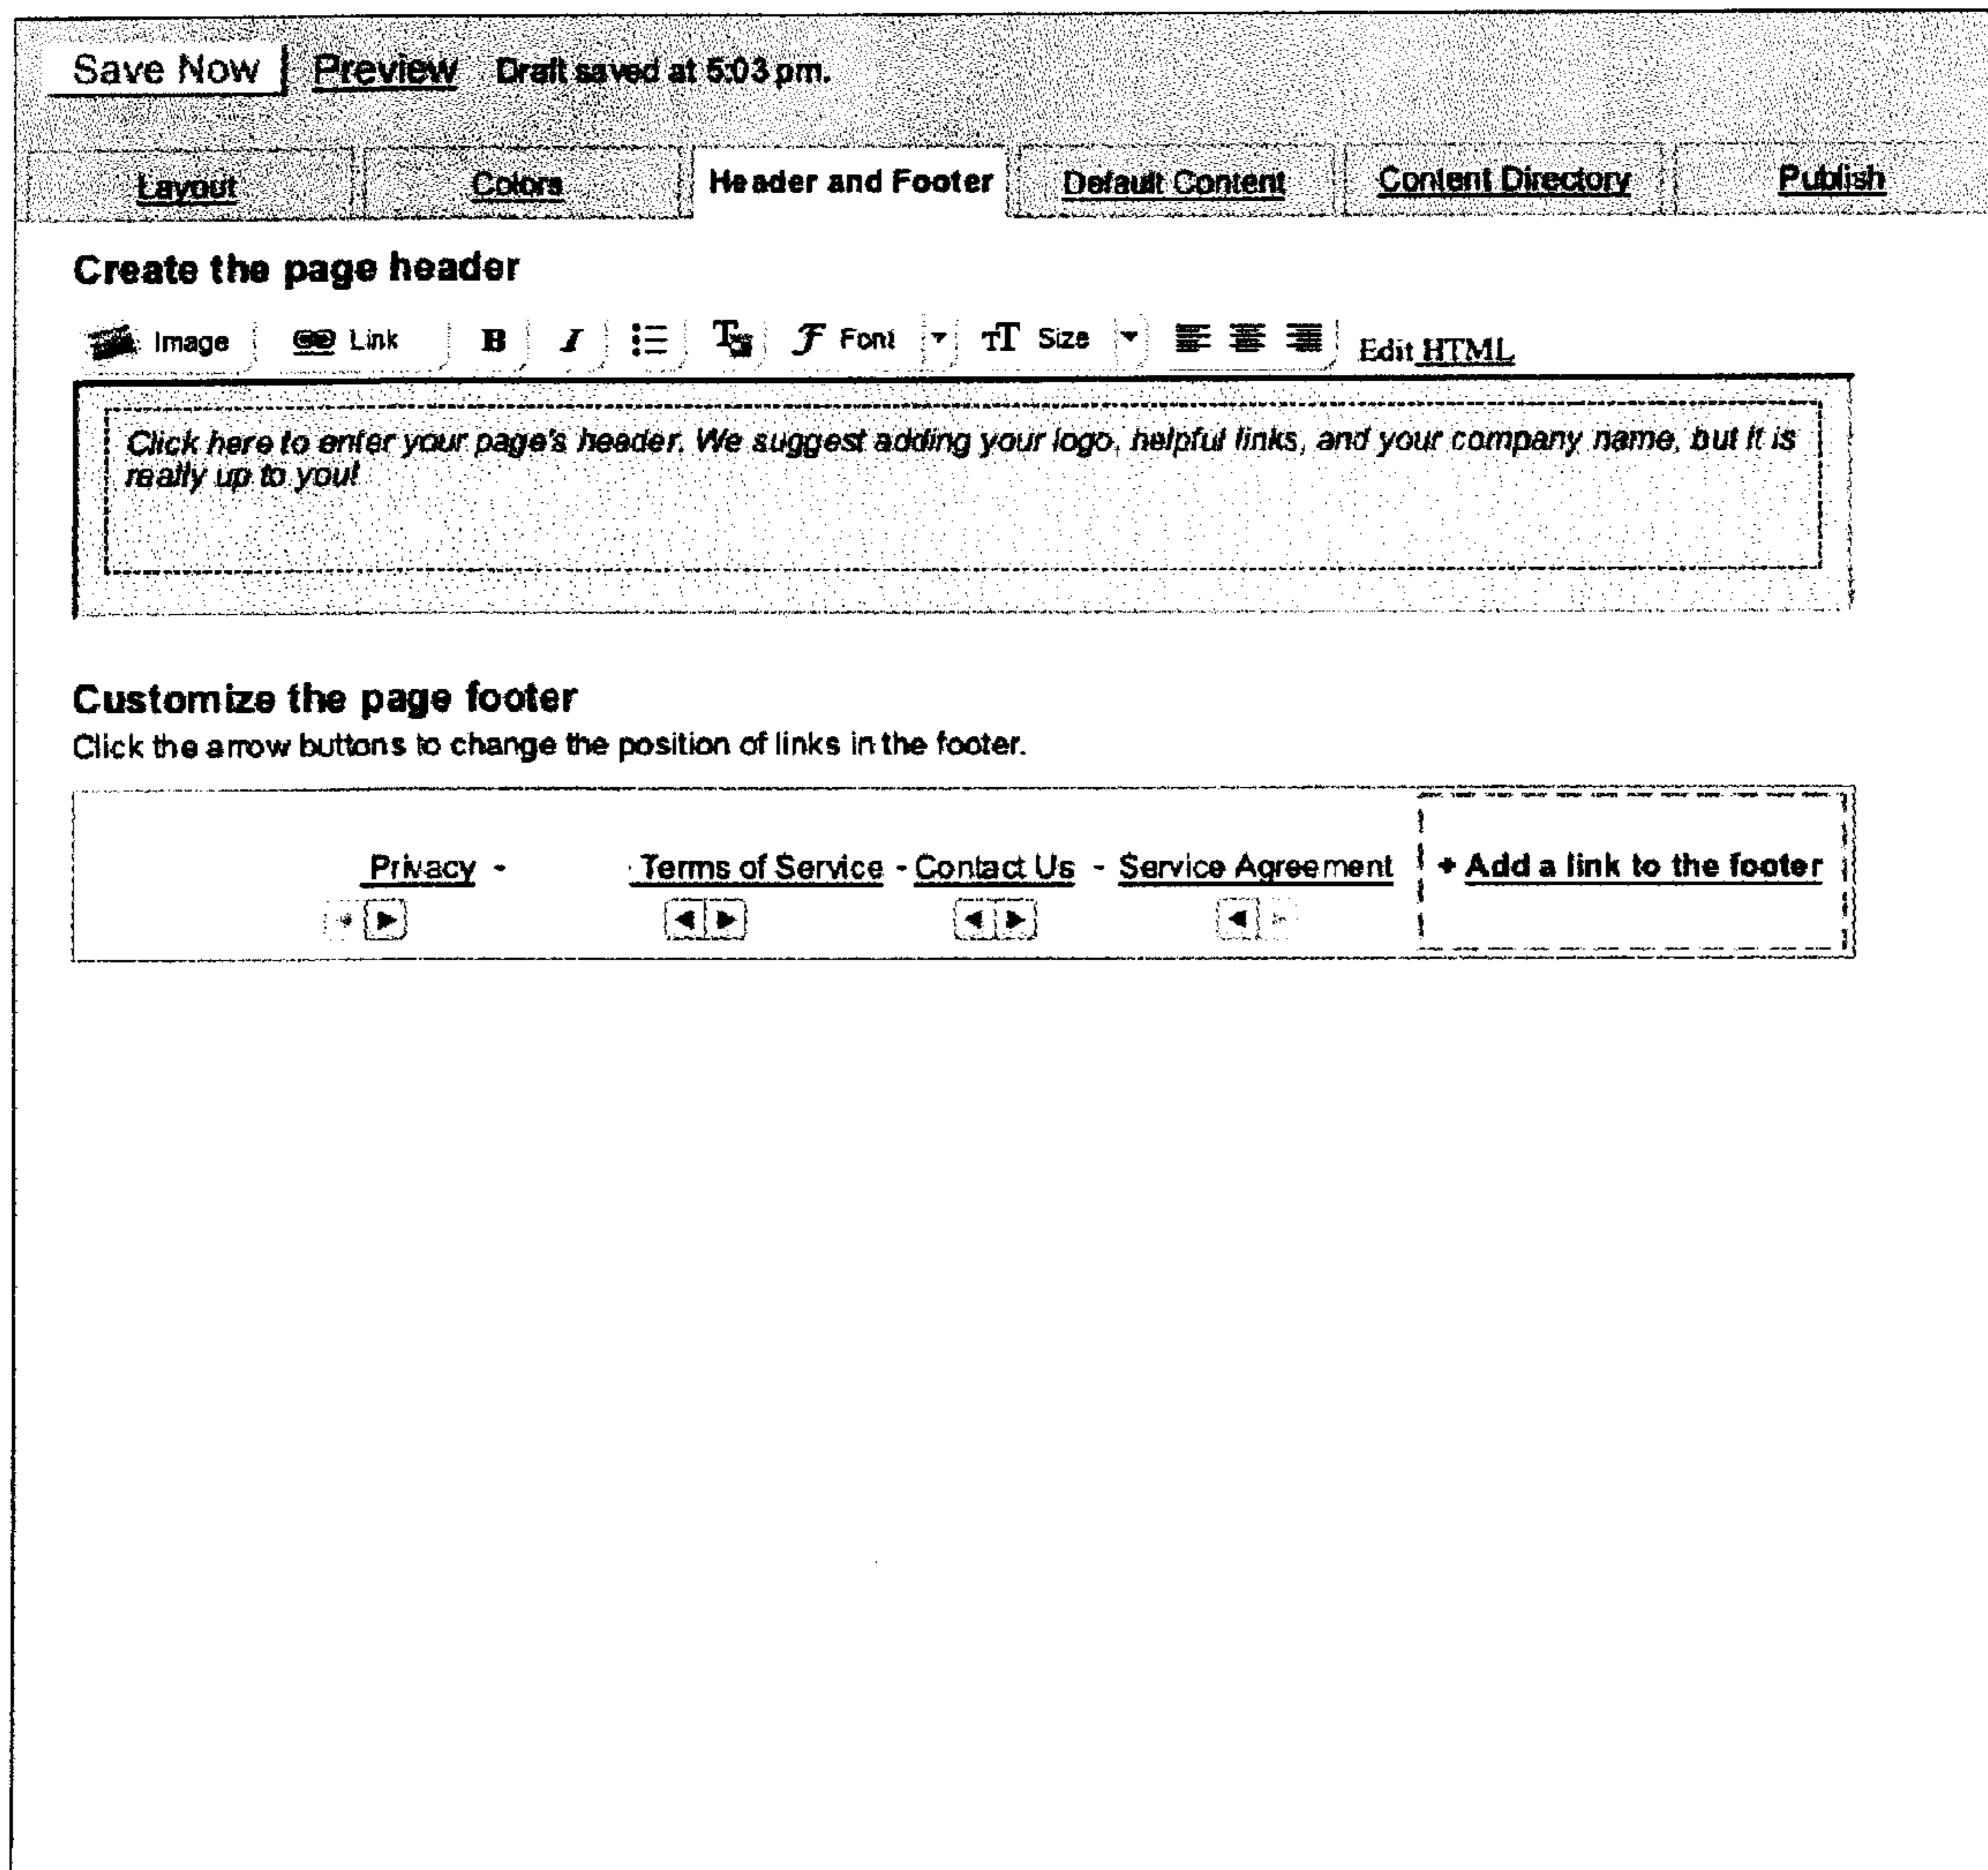 Save Now Preview Draft saved at 5:03 pm.
Layout Colors Header and Footer Default Content Content Directory Publish
Create the page header
Image Link B I T F Font TT Size Edit HTML
Click here to enter your page's header. We suggest adding your logo, helpful links, and your company name, but it is
really up to you!
Customize the page footer
Click the arrow buttons to change the position of links in the footer.
Privacy - Terms of Service - Contact Us - Service Agreement + Add a link to the footer